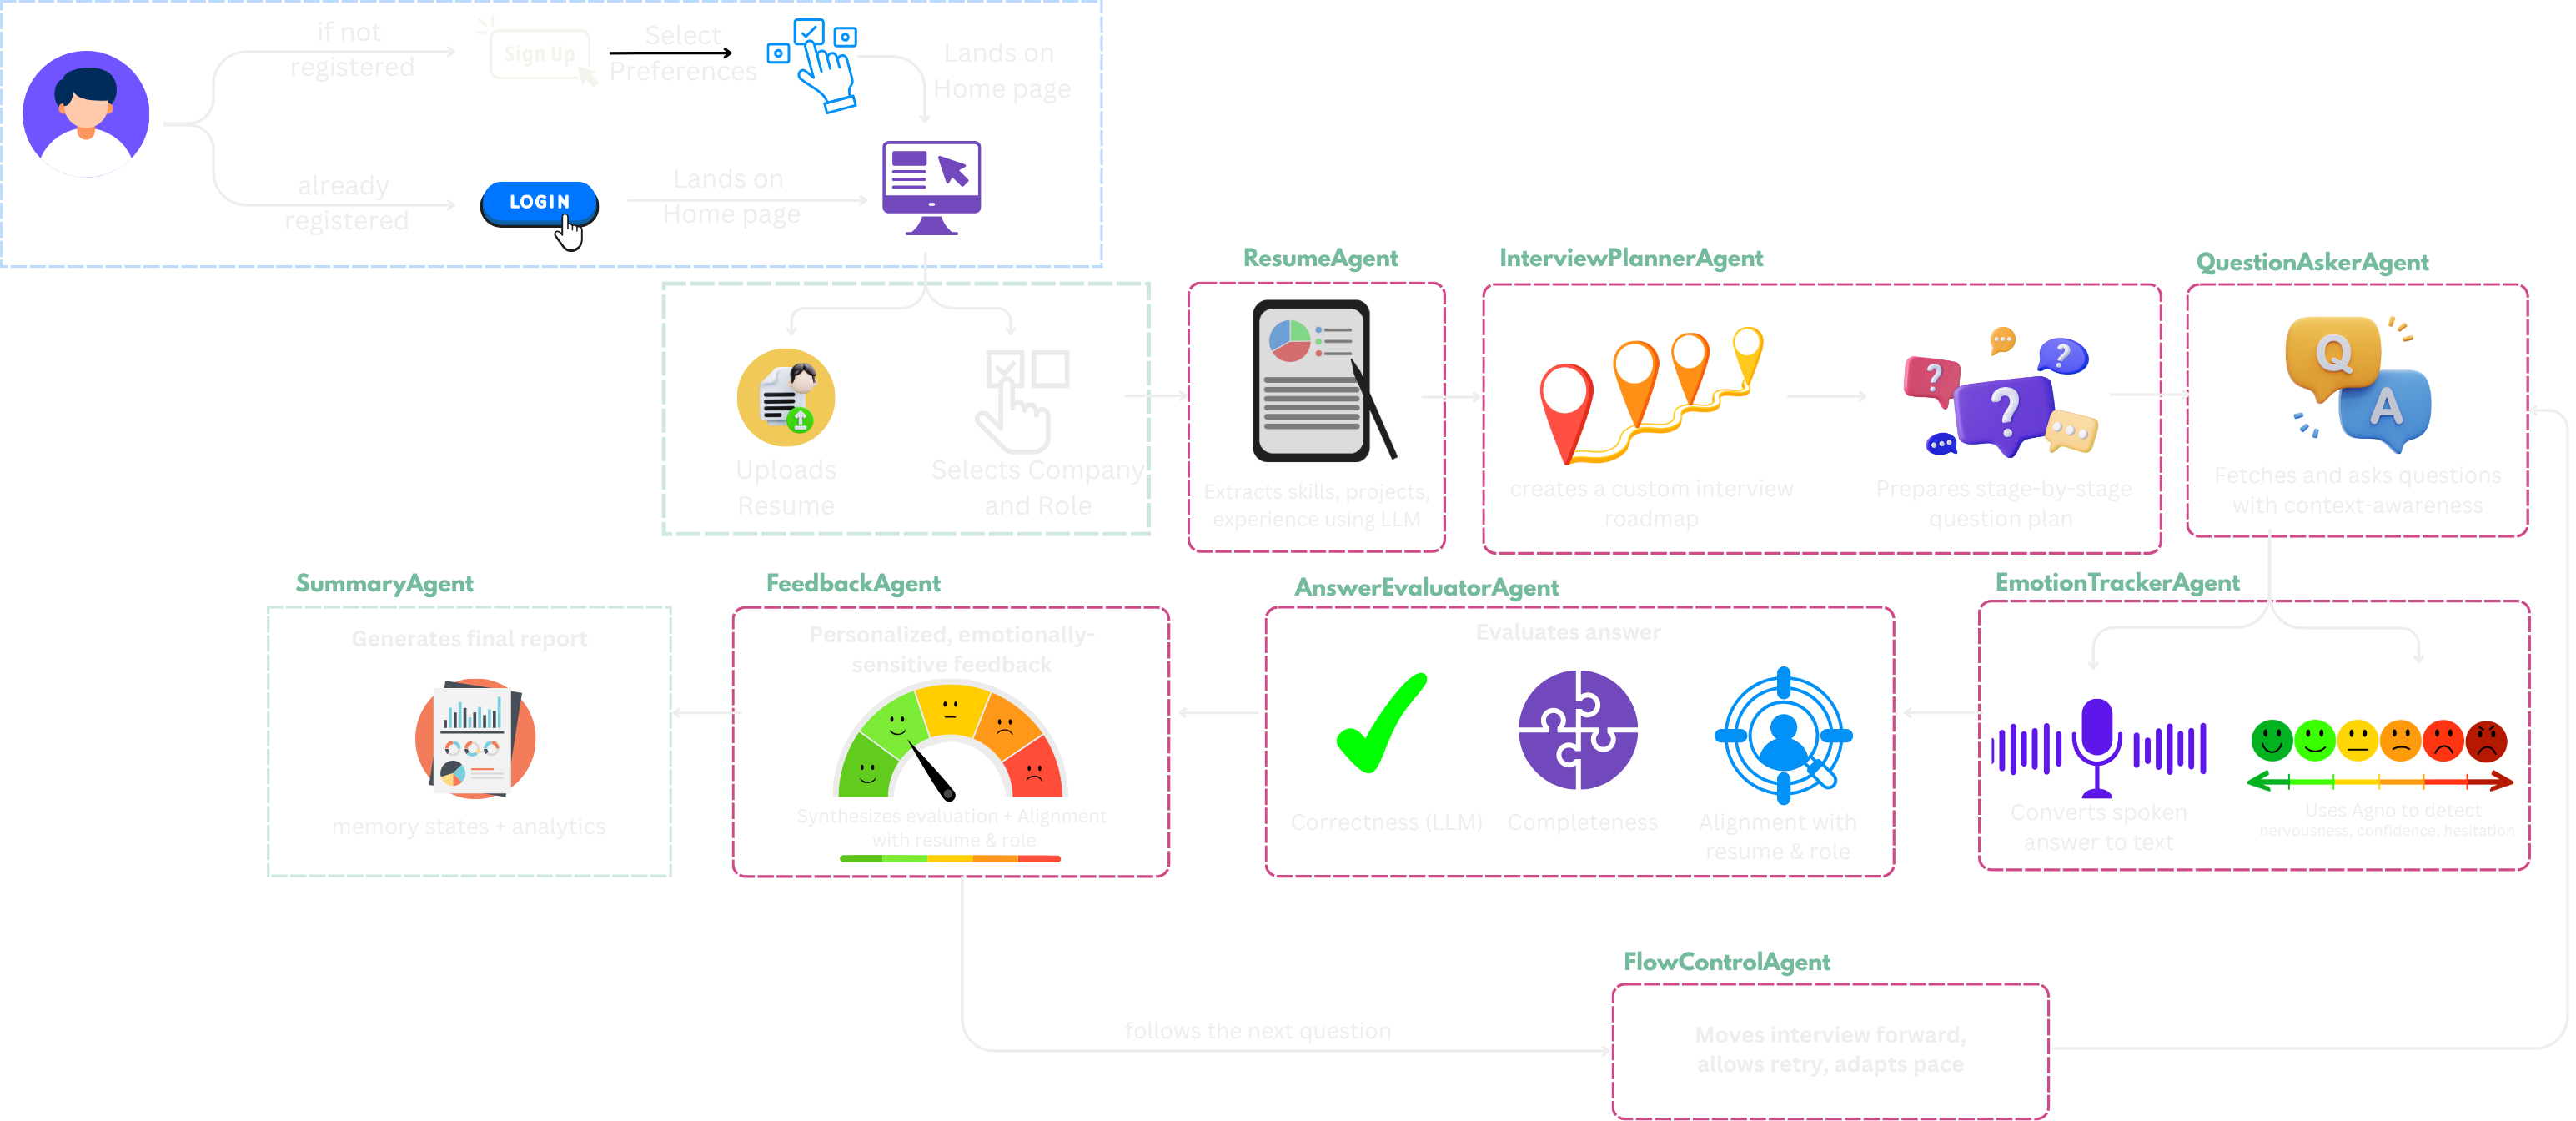 if not
registered
Sign Up
Select
Preferences
Lands on
Home page
already
registered
LOGIN
Lands on
Home page
Uploads
Resume
Selects Company
and Role
ResumeAgent
Extracts skills, projects,
experience using LLM
InterviewPlannerAgent
creates a custom interview
roadmap
Prepares stage-by-stage
question plan
QuestionAskerAgent
Q
A
Fetches and asks questions
with context-awareness
EmotionTrackerAgent
Converts spoken
answer to text
Uses Agno to detect
nervousness, confidence, hesitation
AnswerEvaluatorAgent
Evaluates answer
Correctness (LLM)
Completeness
Alignment with
resume & role
FeedbackAgent
Personalized, emotionally-
sensitive feedback
Synthesizes evaluation + Alignment
with resume & role
SummaryAgent
Generates final report
memory states + analytics
follows the next question
FlowControlAgent
Moves interview forward,
allows retry, adapts pace